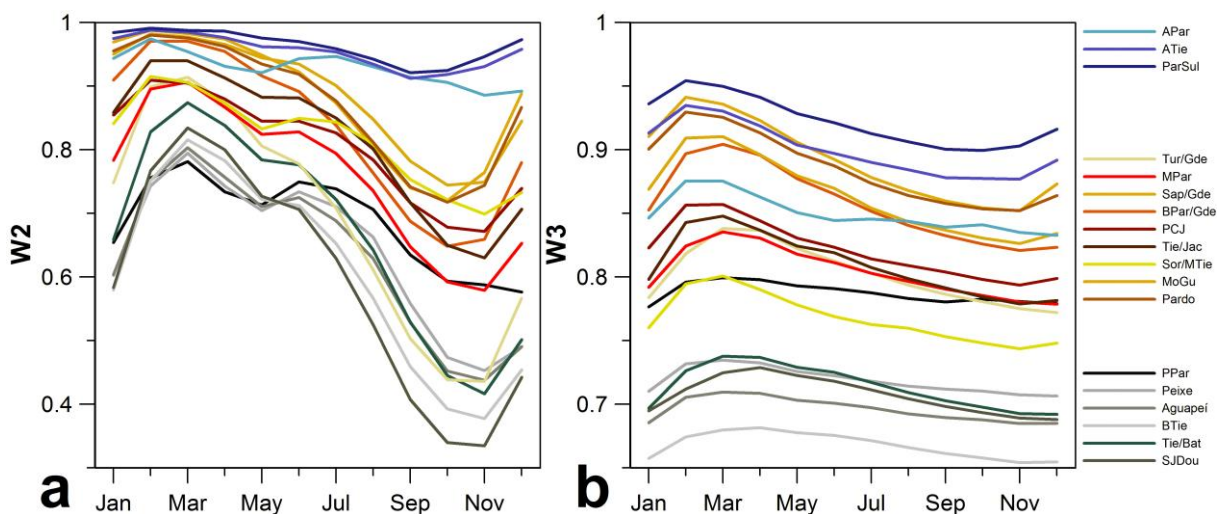 W2
1
0.8
0.6
0.4
a
Jan Mar May Jul Sep Nov
W3
1
0.9
0.7
b
Jan Mar May Jul Sep Nov
APar
ATie
ParSul
Tur/Gde
MPar
Sap/Gde
BPar/Gde
PCJ
Tie/Jac
Sor/MTie
MoGu
Pardo
PPar
Peixe
Aguapeí
BTie
Tie/Bat
SJDou